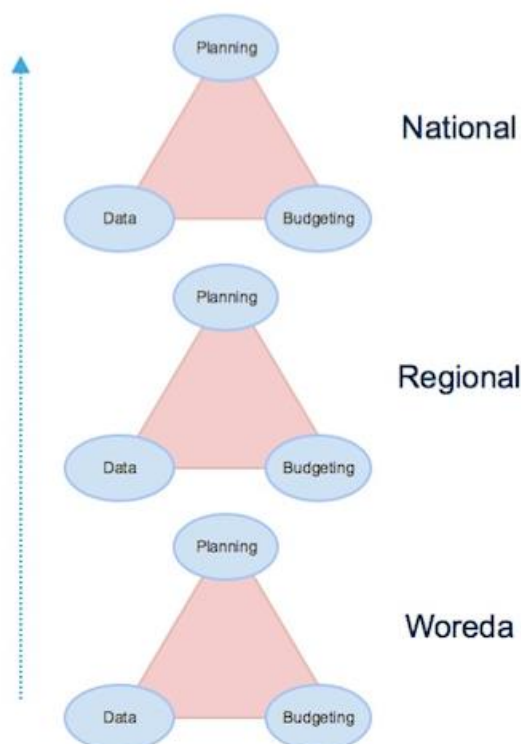 Planning
National
Data
Budgeting
Planning
Regional
Data
Budgeting
Planning
Woreda
Data
Budgeting